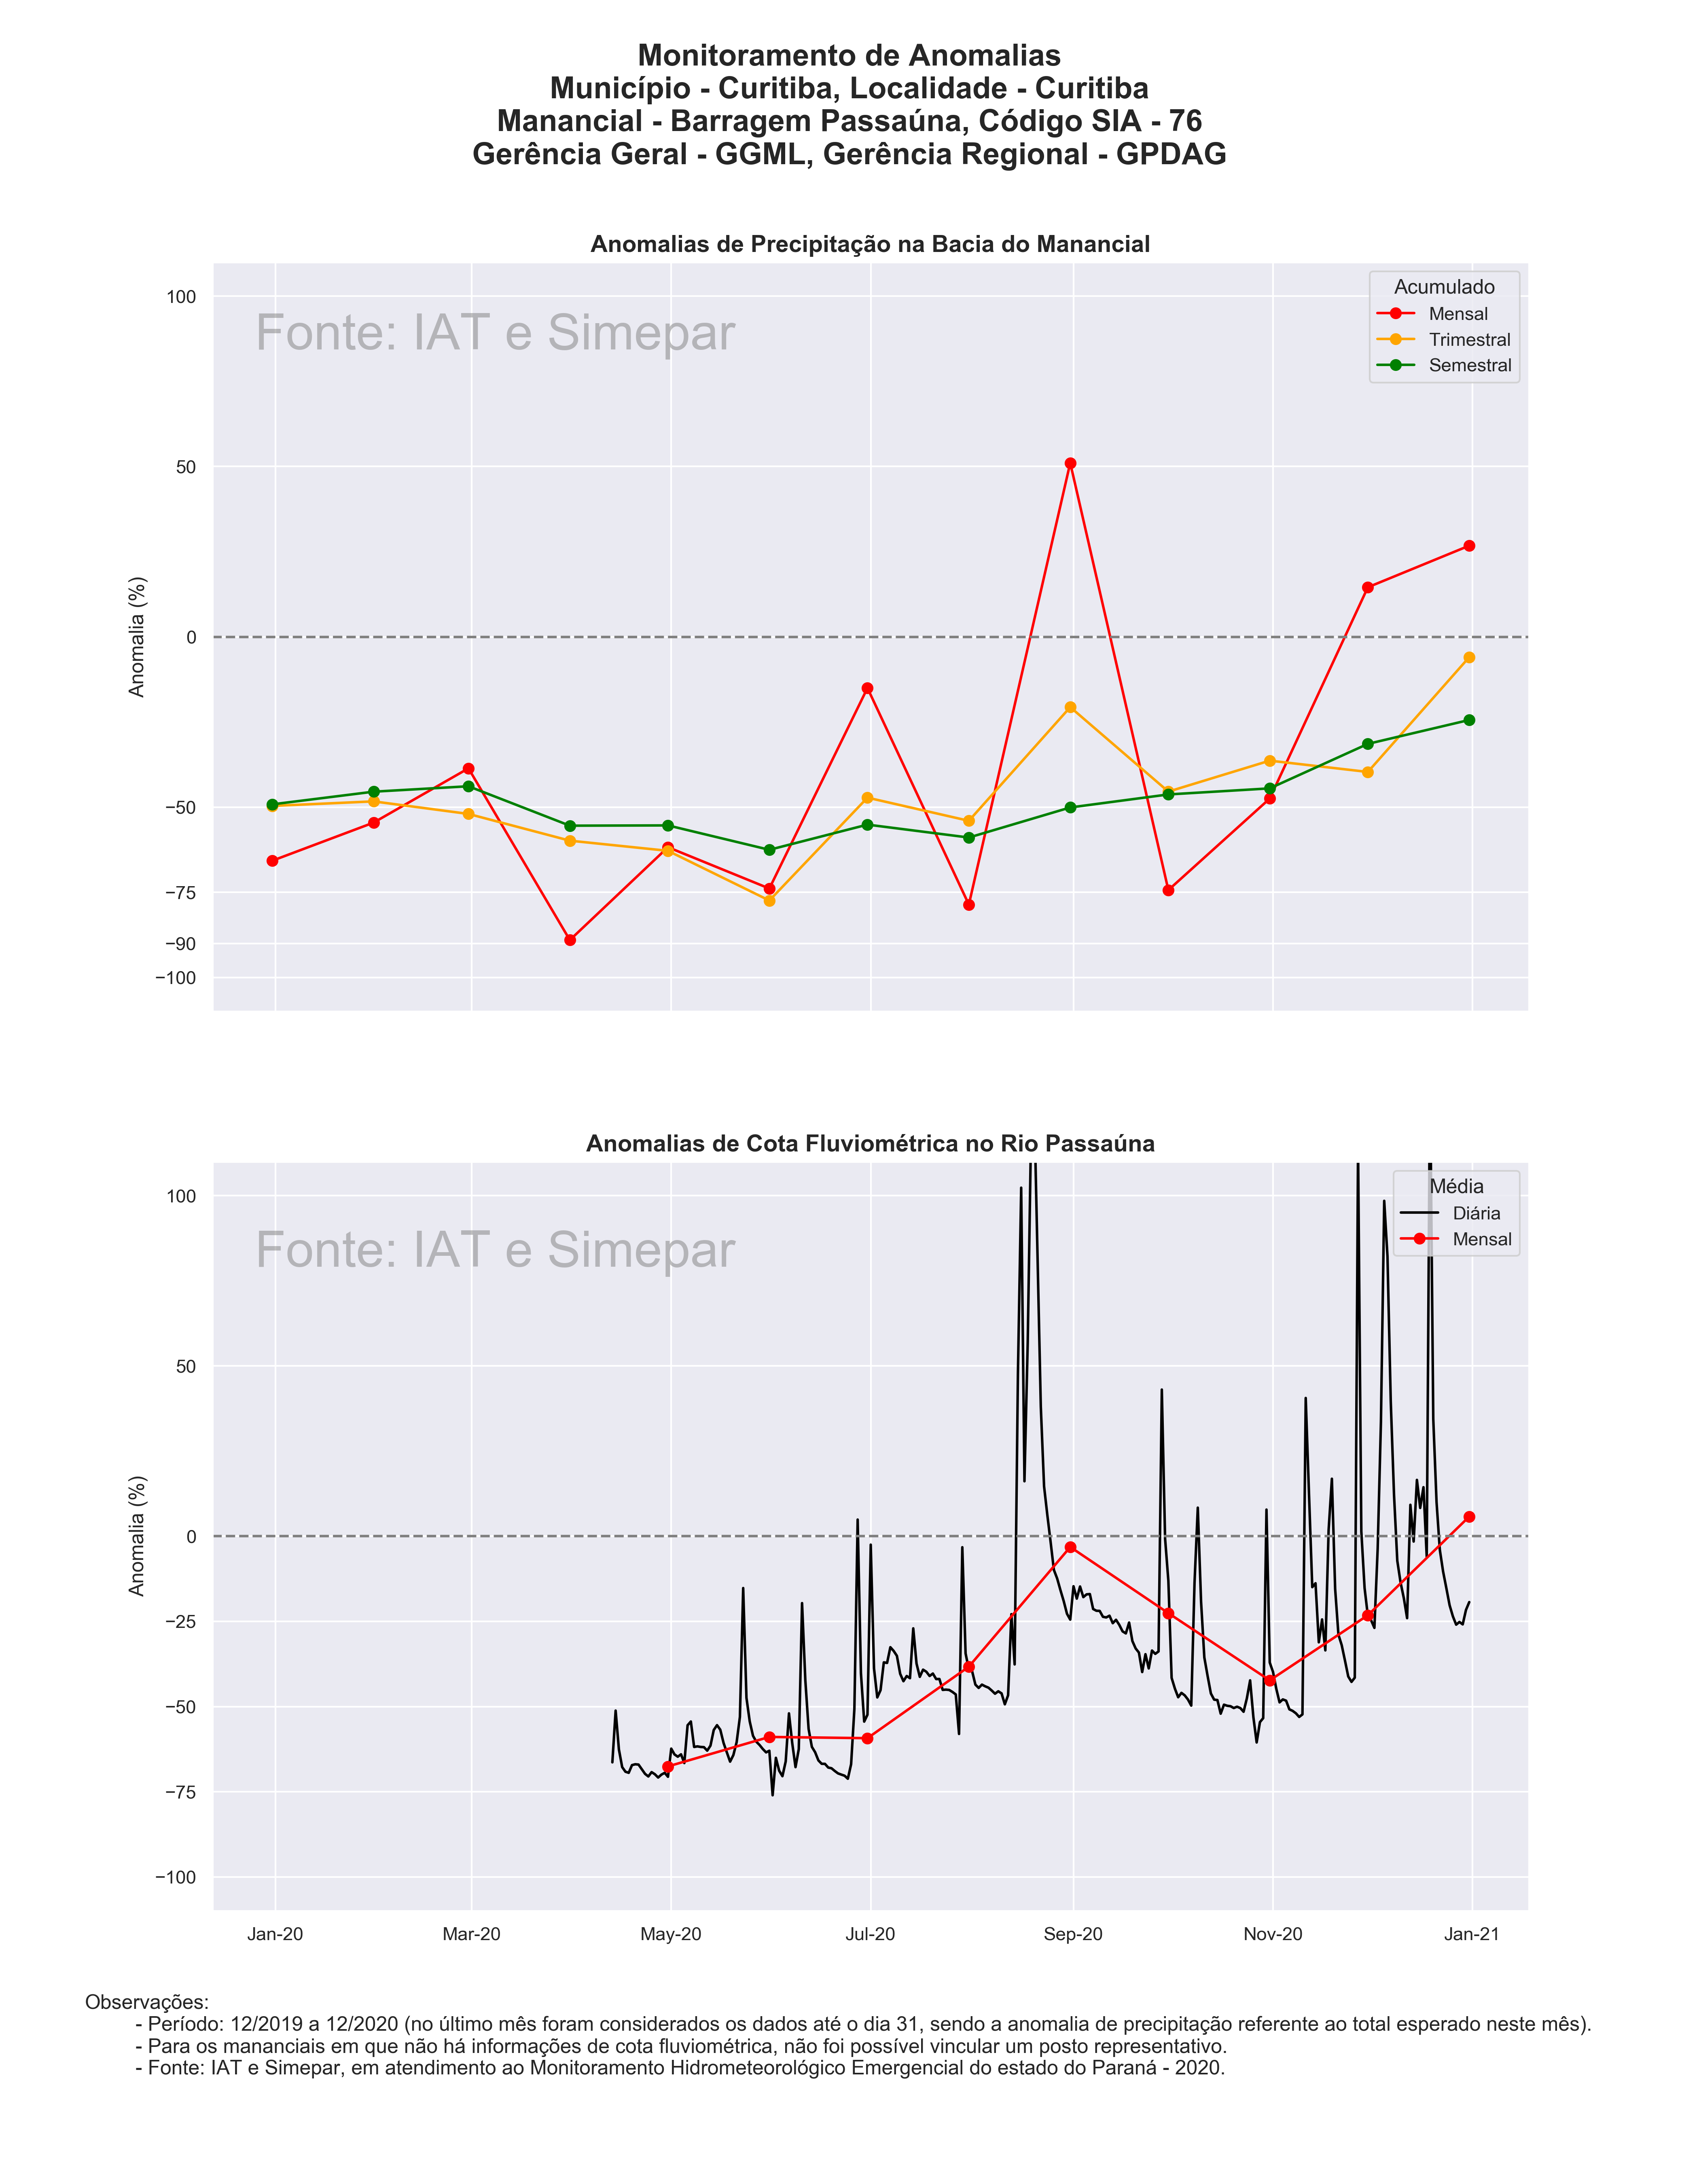 Monitoramento de Anomalias
Município - Curitiba, Localidade - Curitiba
Manancial - Barragem Passaúna, Código SIA - 76
Gerência Geral - GGML, Gerência Regional - GPDAG
Anomalias de Precipitação na Bacia do Manancial
Fonte: IAT e Simepar
Acumulado
Mensal
Trimestral
Semestral
Anomalia (%)
100
50
0
−50
−75
−90
−100
Anomalias de Cota Fluviométrica no Rio Passaúna
Fonte: IAT e Simepar
Média
Diária
Mensal
Anomalia (%)
100
50
0
−25
−50
−75
−100
Jan-20 Mar-20 May-20 Jul-20 Sep-20 Nov-20 Jan-21
Observações:
- Período: 12/2019 a 12/2020 (no último mês foram considerados os dados até o dia 31, sendo a anomalia de precipitação referente ao total esperado neste mês).
- Para os mananciais em que não há informações de cota fluviométrica, não foi possível vincular um posto representativo.
- Fonte: IAT e Simepar, em atendimento ao Monitoramento Hidrometeorológico Emergencial do estado do Paraná - 2020.